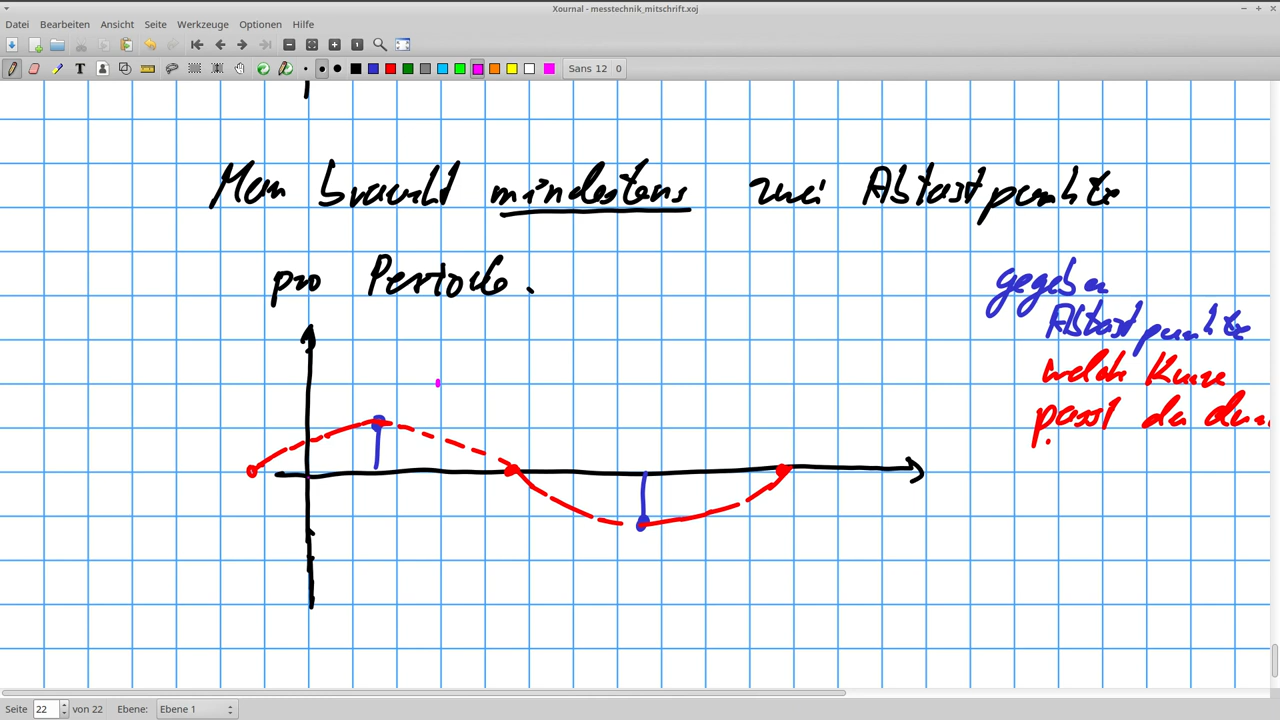 Xournal - messtechnik_mitschrift.xoj
Datei Bearbeiten Ansicht Seite Werkzeuge Optionen Hilfe
Sans 12 0
Man braucht mindestens zwei Abtastpunkte
pro Periode.
gegeben
Abtastpunkte
welche Kurve
passt da durch
Seite 22 von 22 Ebene: Ebene 1